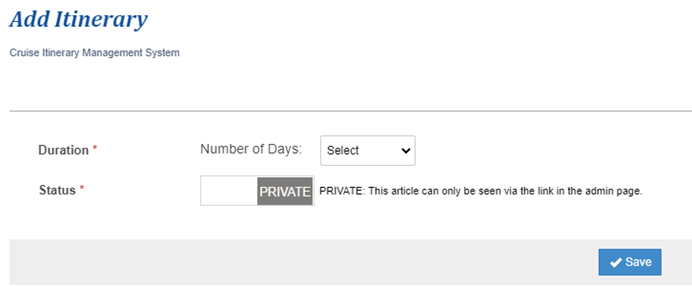 Add Itinerary
Cruise Itinerary Management System
Duration * Number of Days: Select
Status * PRIVATE PRIVATE: This article can only be seen via the link in the admin page.
Save